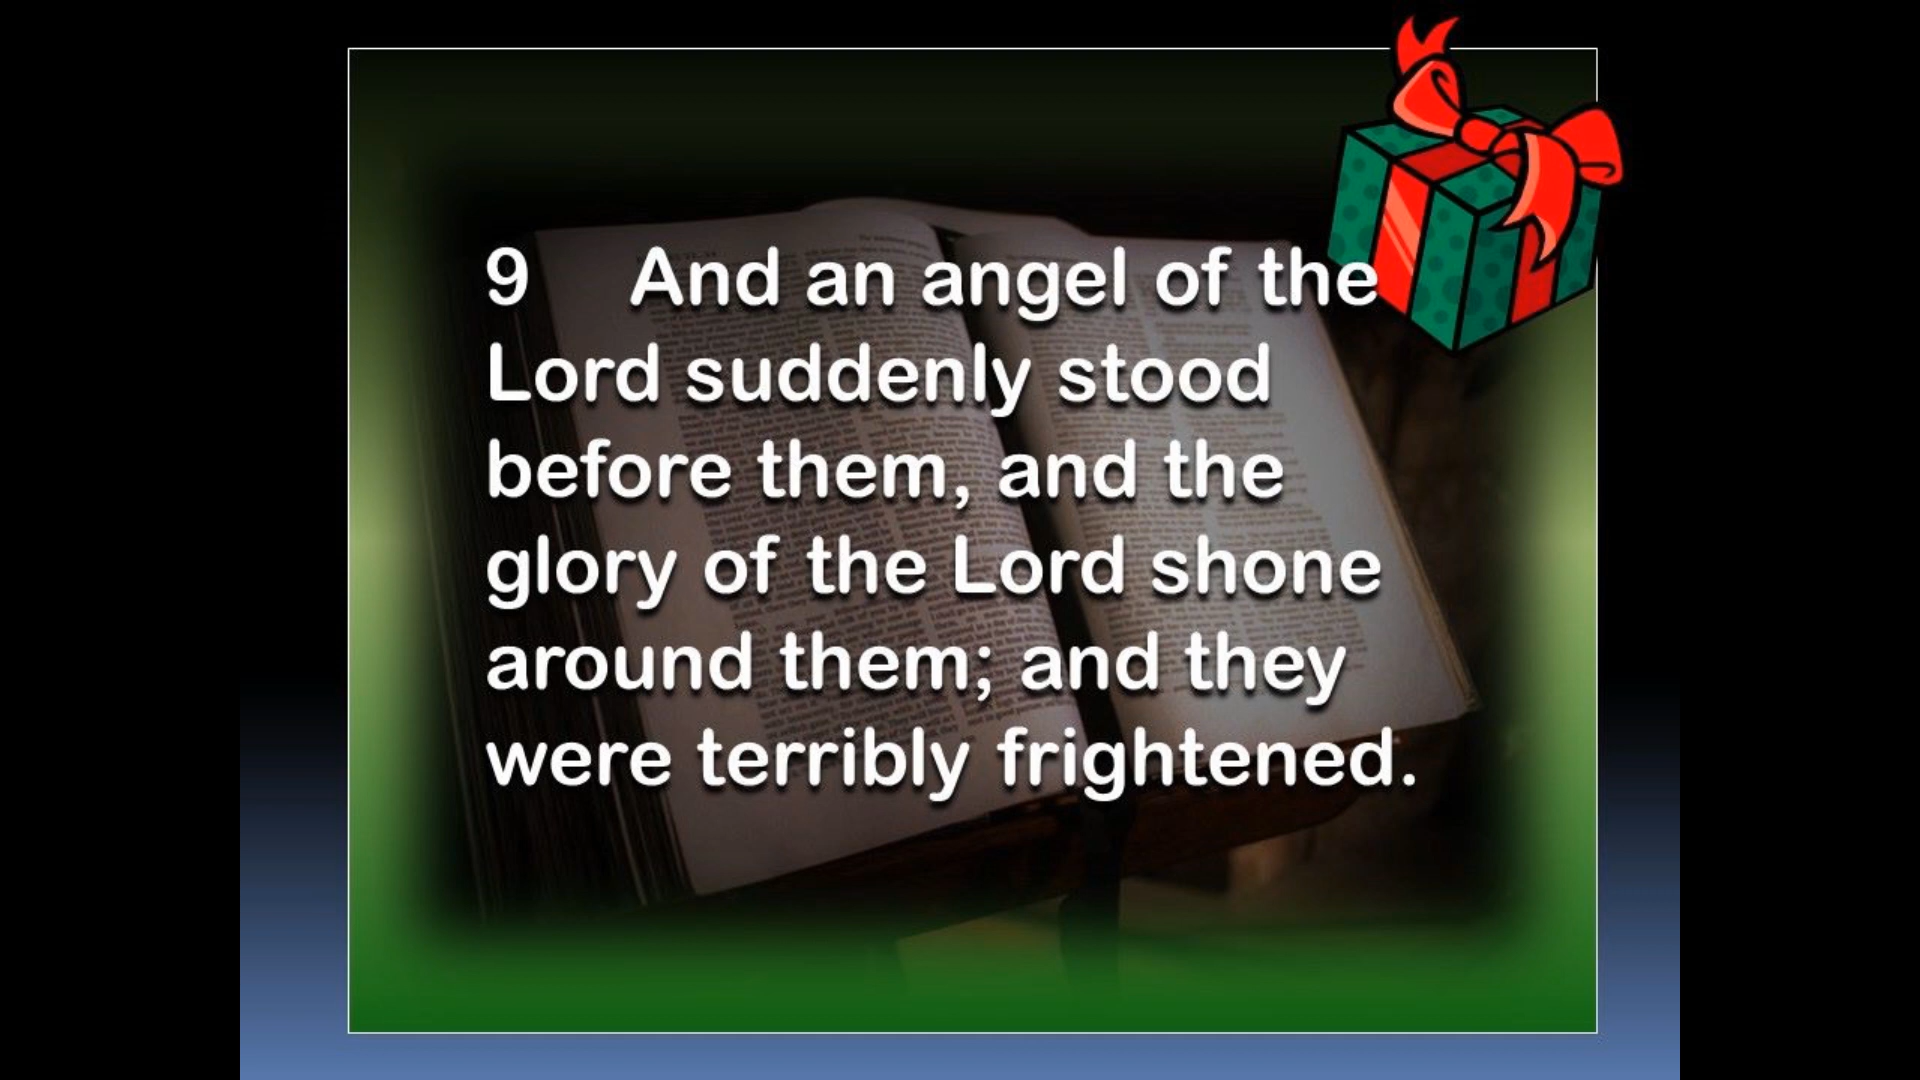 9 And an angel of the
Lord suddenly stood
before them, and the
glory of the Lord shone
around them; and they
were terribly frightened.